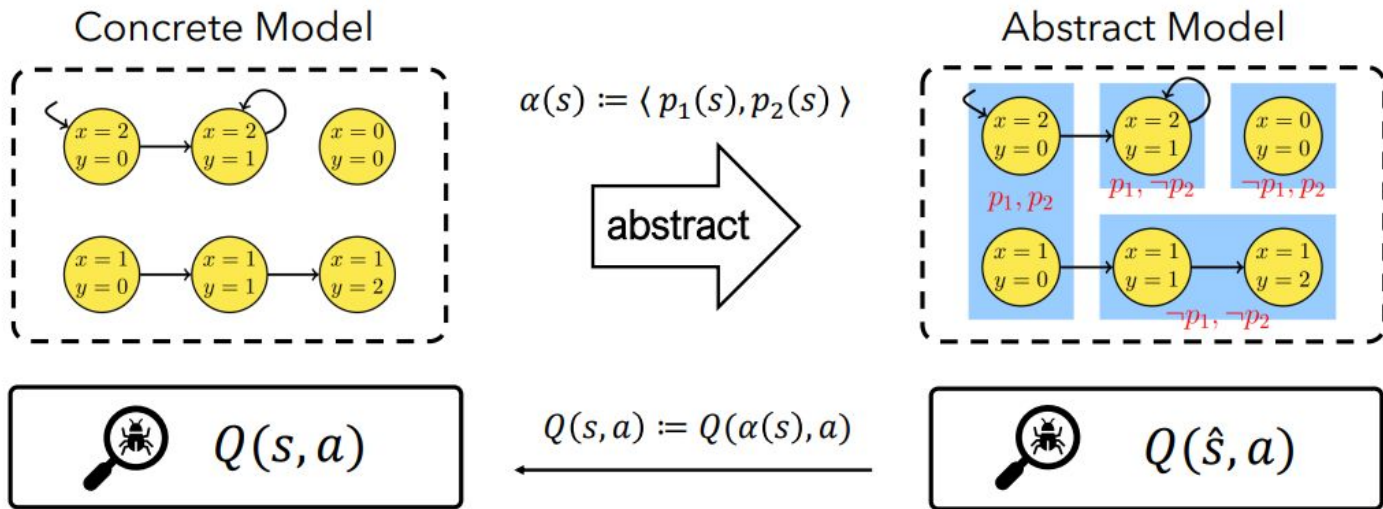 Concrete Model
x = 2
y = 0
x = 2
y = 1
x = 0
y = 0
x = 1
y = 0
x = 1
y = 1
x = 1
y = 2
α(s) ≔ ⟨ p₁(s), p₂(s) ⟩
abstract
Abstract Model
x = 2
y = 0
x = 2
y = 1
x = 0
y = 0
p₁, p₂
p₁, ¬p₂
¬p₁, p₂
x = 1
y = 0
x = 1
y = 1
x = 1
y = 2
¬p₁, ¬p₂
Q(s, a)
Q(s, a) ≔ Q(α(s), a)
Q(ŝ, a)